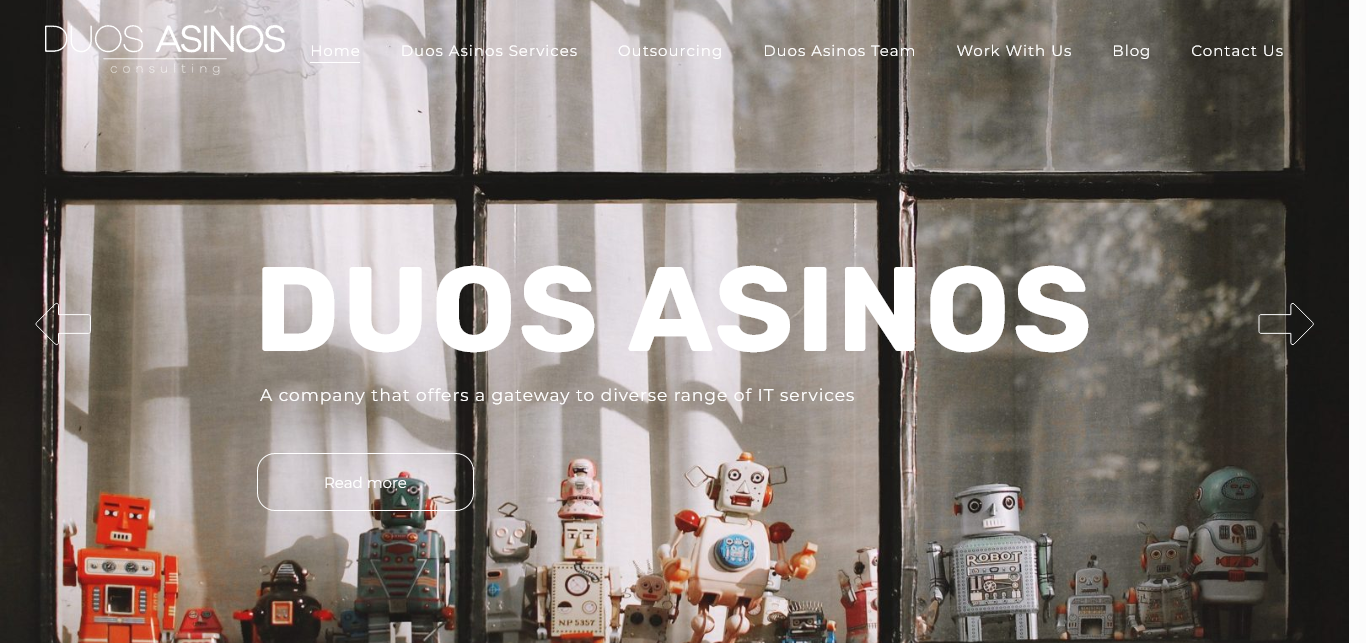 DUOS ASINOS
consulting
Home Duos Asinos Services Outsourcing Duos Asinos Team Work With Us Blog Contact Us
DUOS ASINOS
A company that offers a gateway to diverse range of IT services
Read more
ROBOT
NP 5357